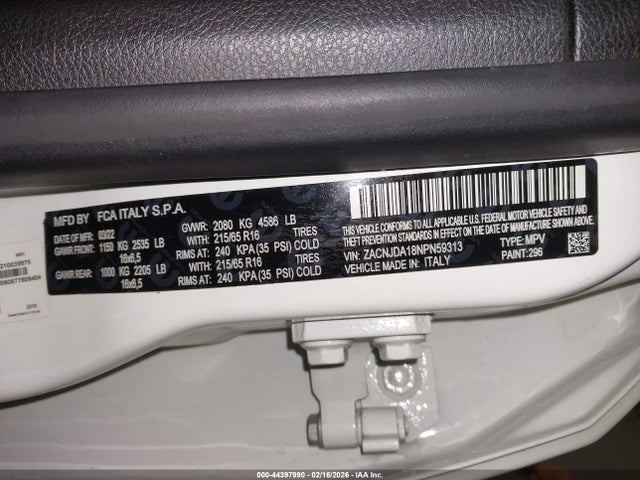 MFD BY FCA ITALY S.P.A.
DATE OF MFR: 03/22
GVWR: 2080 KG 4586 LB
GAWR FRONT: 1150 KG 2535 LB
WITH: 215/65 R16 TIRES
16x6,5
RIMS AT: 240 KPA(35 PSI) COLD
GAWR REAR: 1000 KG 2205 LB
WITH: 215/65 R16 TIRES
16x6,5
RIMS AT: 240 KPA(35 PSI) COLD
THIS VEHICLE CONFORMS TO ALL APPLICABLE
FEDERAL MOTOR VEHICLE SAFETY
AND THEFT PREVENTION STANDARDS IN EFFECT
ON THE DATE OF MANUFACTURE SHOWN ABOVE
VIN: ZACNJDA18NPN59313
TYPE: MPV
VEHICLE MADE IN: ITALY
PAINT:296
000-44397990 - 02/16/2026 - IAA Inc.